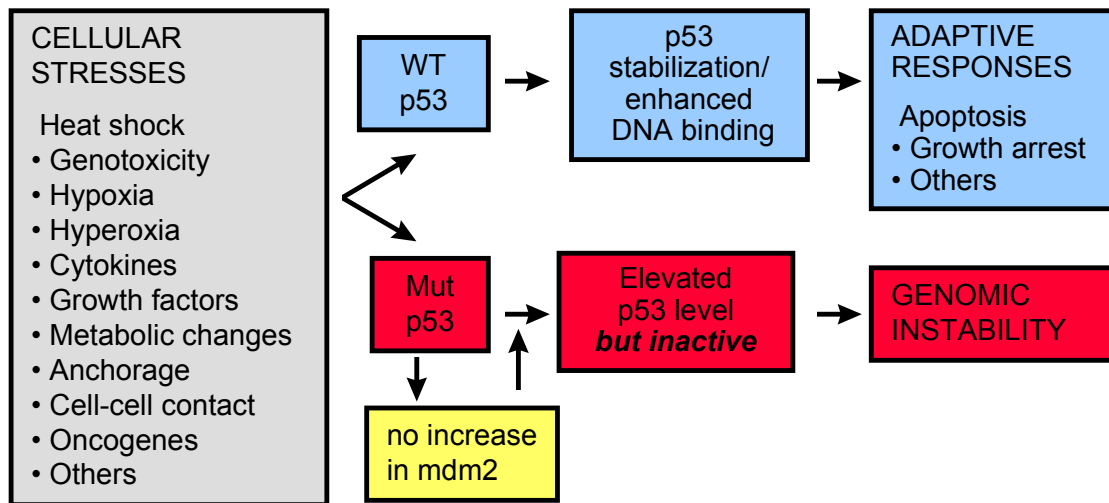 CELLULAR
STRESSES
Heat shock
• Genotoxicity
• Hypoxia
• Hyperoxia
• Cytokines
• Growth factors
• Metabolic changes
• Anchorage
• Cell-cell contact
• Oncogenes
• Others
WT
p53
p53
stabilization/
enhanced
DNA binding
ADAPTIVE
RESPONSES
Apoptosis
• Growth arrest
• Others
Mut
p53
Elevated
p53 level
but inactive
GENOMIC
INSTABILITY
no increase
in mdm2